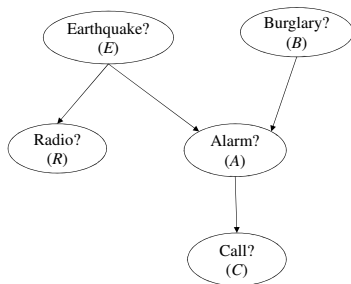 Earthquake?
(E)
Burglary?
(B)
Radio?
(R)
Alarm?
(A)
Call?
(C)